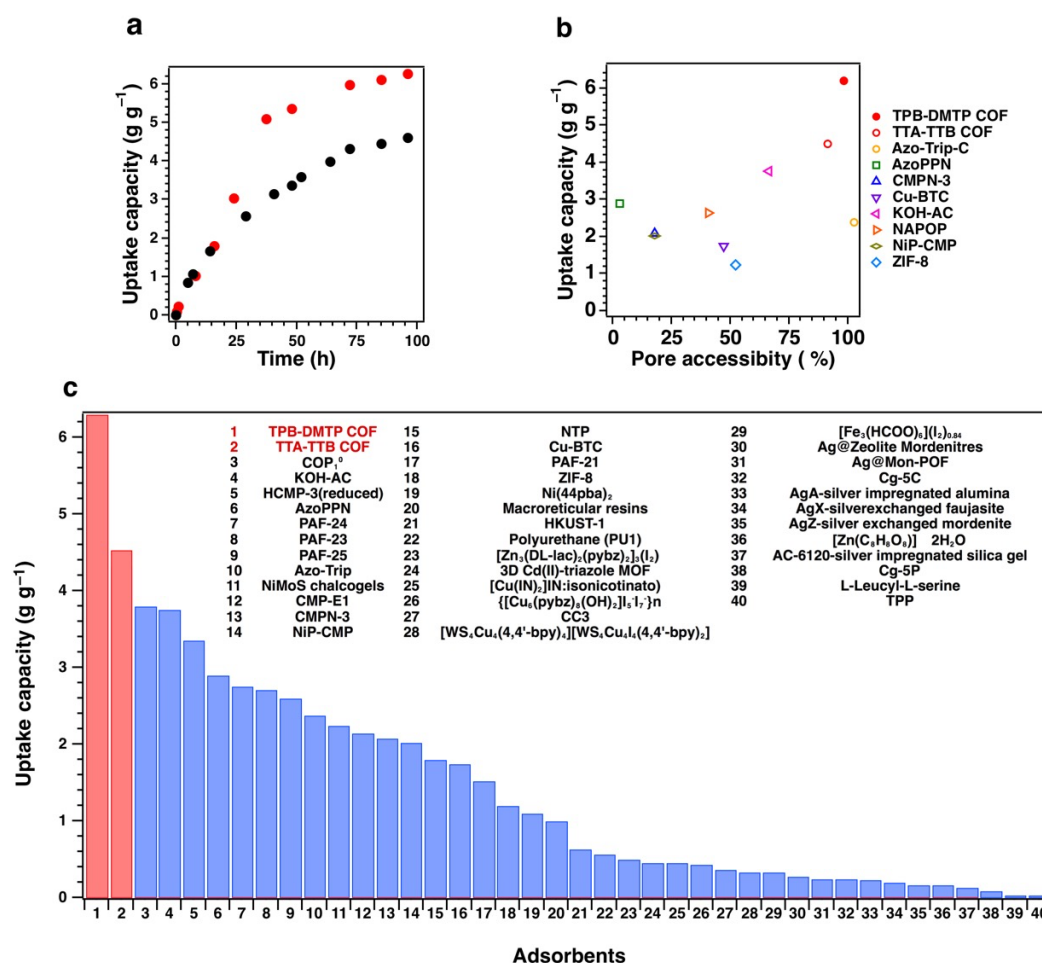 a
Uptake capacity (g g⁻¹)
6
5
4
3
2
1
0
0 25 50 75 100
Time (h)
b
Uptake capacity (g g⁻¹)
6
5
4
3
2
1
0
0 25 50 75 100
Pore accessibity ( %)
TPB-DMTP COF
TTA-TTB COF
Azo-Trip-C
AzoPPN
CMPN-3
Cu-BTC
KOH-AC
NAPOP
NiP-CMP
ZIF-8
c
Uptake capacity (g g⁻¹)
6
5
4
3
2
1
0
1 TPB-DMTP COF
2 TTA-TTB COF
3 COP₁⁰
4 KOH-AC
5 HCMP-3(reduced)
6 AzoPPN
7 PAF-24
8 PAF-23
9 PAF-25
10 Azo-Trip
11 NiMoS chalcogels
12 CMP-E1
13 CMPN-3
14 NiP-CMP
15 NTP
16 Cu-BTC
17 PAF-21
18 ZIF-8
19 Ni(44pba)₂
20 Macroreticular resins
21 HKUST-1
22 Polyurethane (PU1)
23 [Zn₃(DL-lac)₂(pybz)₂]₃(I₂)
24 3D Cd(II)-triazole MOF
25 [Cu(IN)₂]IN:isonicotinato)
26 {[Cu₆(pybz)₈(OH)₂]I₅⁻I₇⁻}n
27 CC3
28 [WS₄Cu₄(4,4'-bpy)₄][WS₄Cu₄I₄(4,4'-bpy)₂]
29 [Fe₃(HCOO)₆](I₂)₀.₈₄
30 Ag@Zeolite Mordenitres
31 Ag@Mon-POF
32 Cg-5C
33 AgA-silver impregnated alumina
34 AgX-silverexchanged faujasite
35 AgZ-silver exchanged mordenite
36 [Zn(C₈H₈O₈)] 2H₂O
37 AC-6120-silver impregnated silica gel
38 Cg-5P
39 L-Leucyl-L-serine
40 TPP
1 2 3 4 5 6 7 8 9 10 11 12 13 14 15 16 17 18 19 20 21 22 23 24 25 26 27 28 29 30 31 32 33 34 35 36 37 38 39 40
Adsorbents